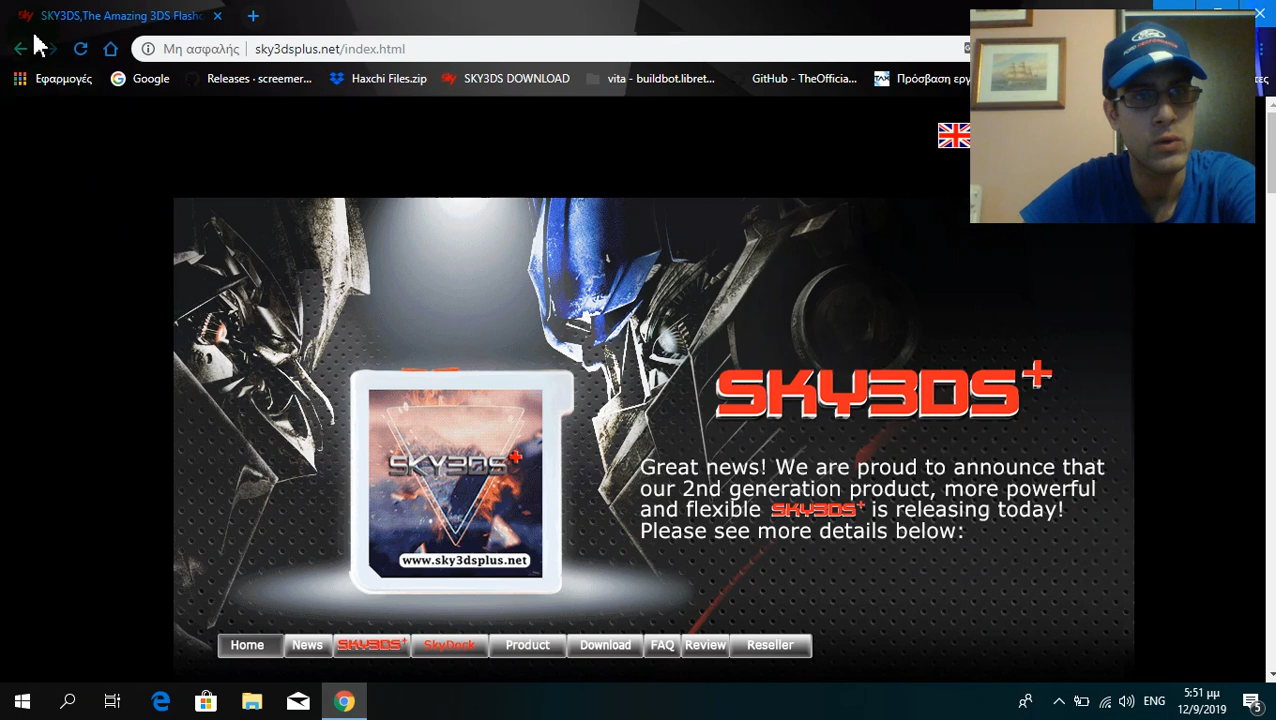 SKY3DS,The Amazing 3DS Flashc
Μη ασφαλής sky3dsplus.net/index.html
Εφαρμογές Google Releases · screemer... Haxchi Files.zip SKY3DS DOWNLOAD vita - buildbot.libret... GitHub - TheOfficia... Πρόσβαση εργ τες
SKY3DS+
Great news! We are proud to announce that
our 2nd generation product, more powerful
and flexible SKY3DS+ is releasing today!
Please see more details below:
SKY3DS+
www.sky3dsplus.net
Home News SKY3DS+ SkyDock Product Download FAQ Review Reseller
ENG
5:51 μμ
12/9/2019
5